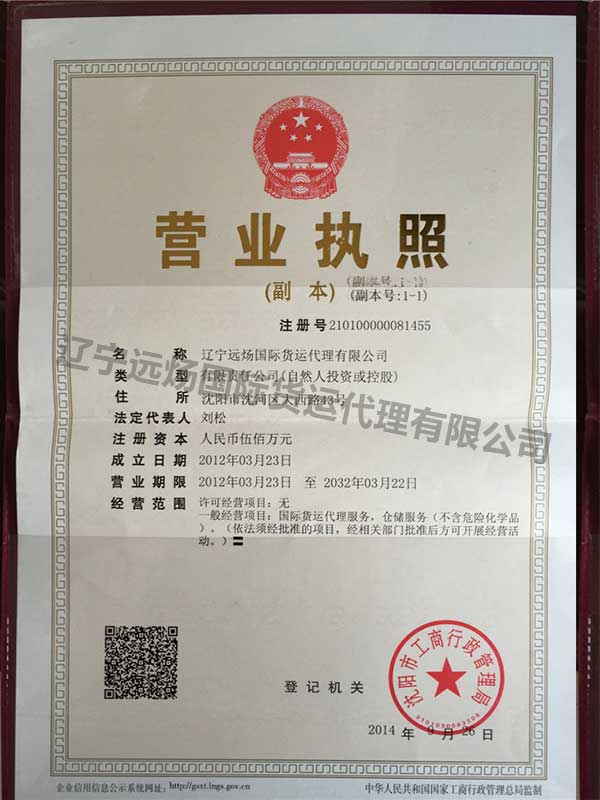 营业执照
(副 本) (副本号:1-1)
注册号210100000081455
名 称 辽宁远炀国际货运代理有限公司
类 型 有限责任公司(自然人投资或控股)
住 所 沈阳市沈河区大西路43号
法定代表人 刘松
注册资本 人民币伍佰万元
成立日期 2012年03月23日
营业期限 2012年03月23日 至 2032年03月22日
经营范围 许可经营项目:无
一般经营项目:国际货运代理服务,仓储服务(不含危险化学品
)。(依法须经批准的项目,经相关部门批准后方可开展经营活
动。)
辽宁远炀国际货运代理有限公司
沈阳市工商行政管理局
2101030083208
登记机关
2014 年 9 月 26 日
企业信用信息公示系统网址: http://gsxt.lngs.gov.cn
中华人民共和国国家工商行政管理总局监制